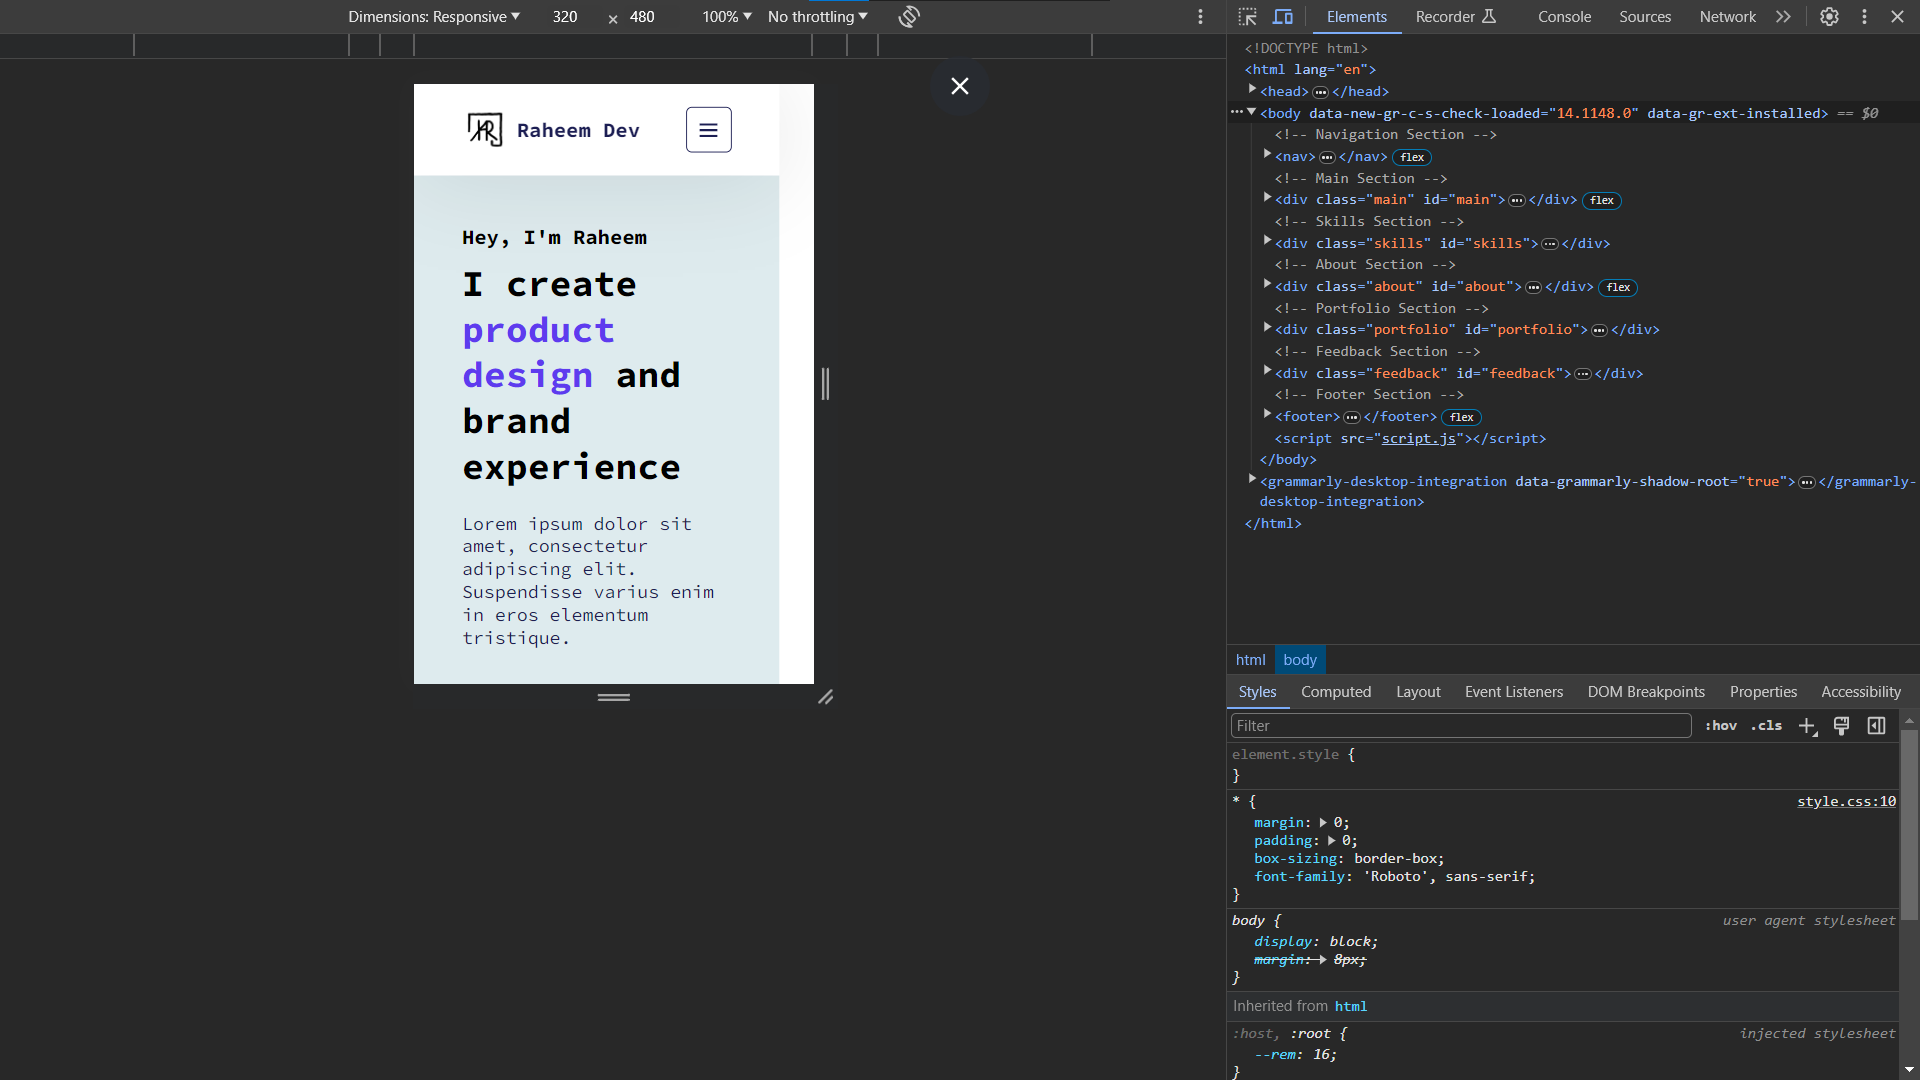 Dimensions: Responsive 320 × 480 100% No throttling
Raheem Dev
Hey, I'm Raheem
I create
product
design and
brand
experience
Lorem ipsum dolor sit
amet, consectetur
adipiscing elit.
Suspendisse varius enim
in eros elementum
tristique.
Elements Recorder Console Sources Network
<!DOCTYPE html>
<html lang="en">
<head>…</head>
<body data-new-gr-c-s-check-loaded="14.1148.0" data-gr-ext-installed> == $0
<!-- Navigation Section -->
<nav>…</nav> flex
<!-- Main Section -->
<div class="main" id="main">…</div> flex
<!-- Skills Section -->
<div class="skills" id="skills">…</div>
<!-- About Section -->
<div class="about" id="about">…</div> flex
<!-- Portfolio Section -->
<div class="portfolio" id="portfolio">…</div>
<!-- Feedback Section -->
<div class="feedback" id="feedback">…</div>
<!-- Footer Section -->
<footer>…</footer> flex
<script src="script.js"></script>
</body>
<grammarly-desktop-integration data-grammarly-shadow-root="true">…</grammarly-
desktop-integration>
</html>
html body
Styles Computed Layout Event Listeners DOM Breakpoints Properties Accessibility
Filter :hov .cls
element.style {
}
* { style.css:10
margin: 0;
padding: 0;
box-sizing: border-box;
font-family: 'Roboto', sans-serif;
}
body { user agent stylesheet
display: block;
margin: 8px;
}
Inherited from html
:host, :root { injected stylesheet
--rem: 16;
}